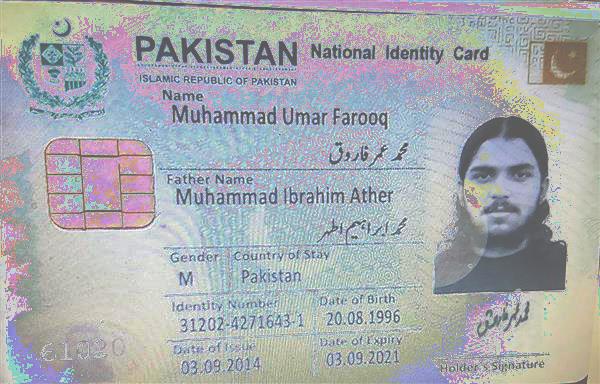 PAKISTAN National Identity Card
ISLAMIC REPUBLIC OF PAKISTAN
Name
Muhammad Umar Farooq
محمد عمر فاروق
Father Name
Muhammad Ibrahim Ather
محمد ابراہیم اطہر
Gender Country of Stay
M Pakistan
Identity Number Date of Birth
31202-4271643-1 20.08.1996
Date of Issue Date of Expiry
03.09.2014 03.09.2021
Holder's Signature